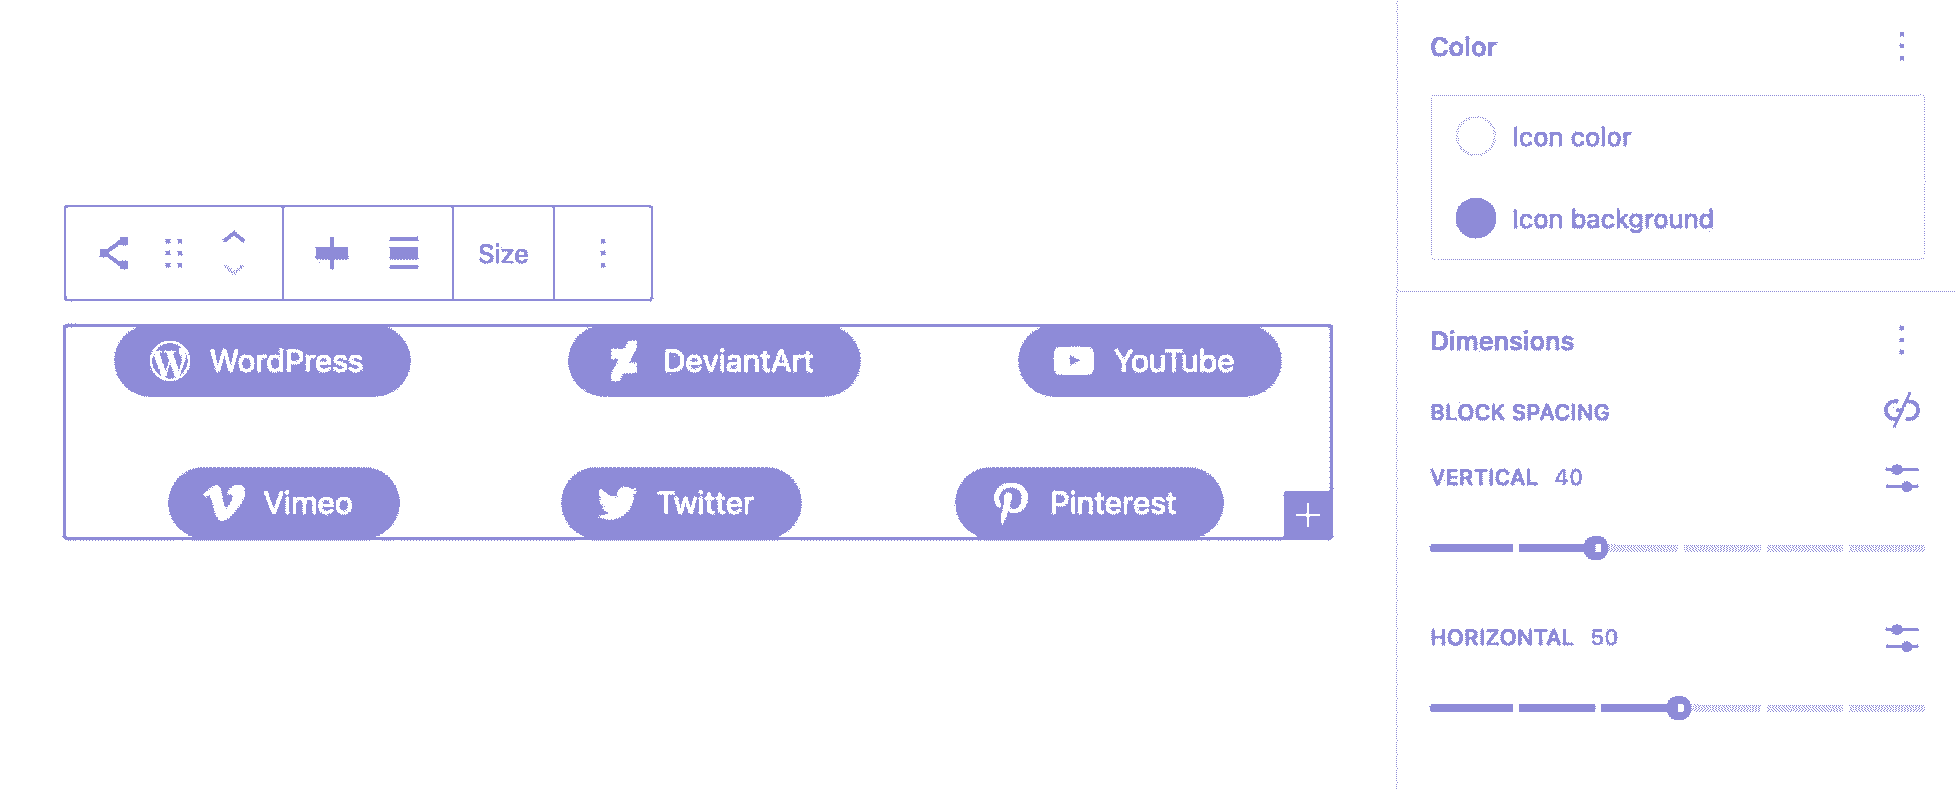 Color
Icon color
Icon background
Size
WordPress
DeviantArt
YouTube
Vimeo
Twitter
Pinterest
Dimensions
BLOCK SPACING
VERTICAL 40
HORIZONTAL 50